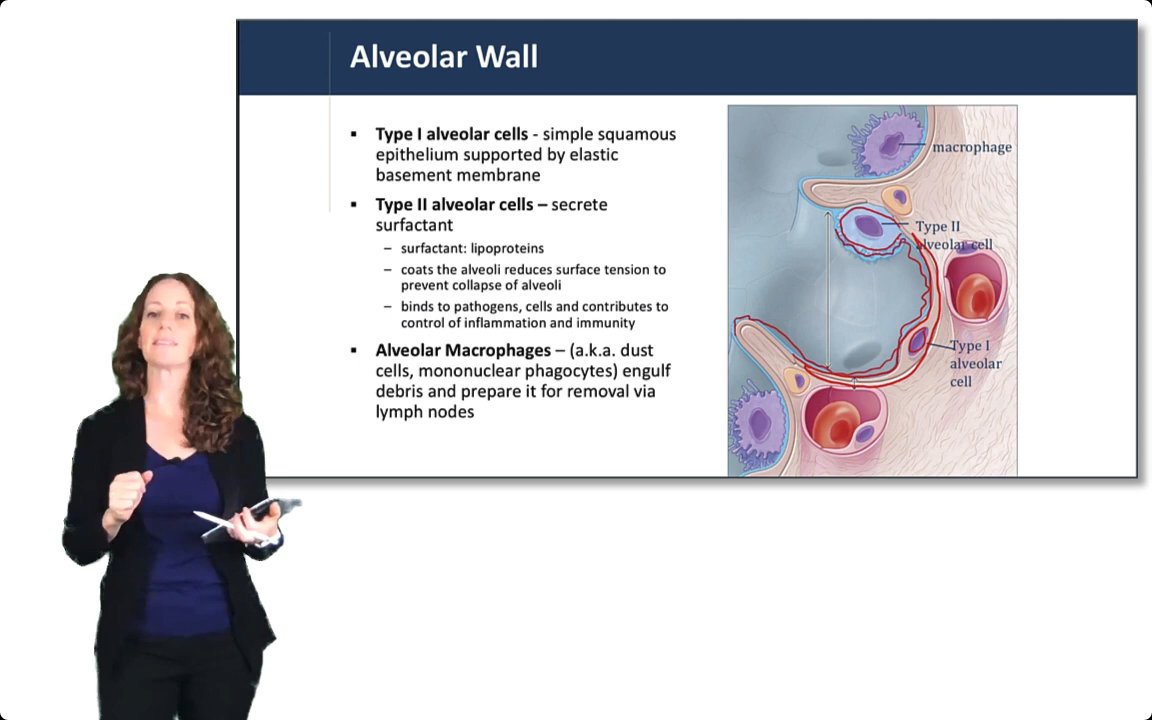 Alveolar Wall
▪ Type I alveolar cells - simple squamous
epithelium supported by elastic
basement membrane
▪ Type II alveolar cells – secrete
surfactant
– surfactant: lipoproteins
– coats the alveoli reduces surface tension to
prevent collapse of alveoli
– binds to pathogens, cells and contributes to
control of inflammation and immunity
▪ Alveolar Macrophages – (a.k.a. dust
cells, mononuclear phagocytes) engulf
debris and prepare it for removal via
lymph nodes
macrophage
Type II
alveolar cell
Type I
alveolar
cell